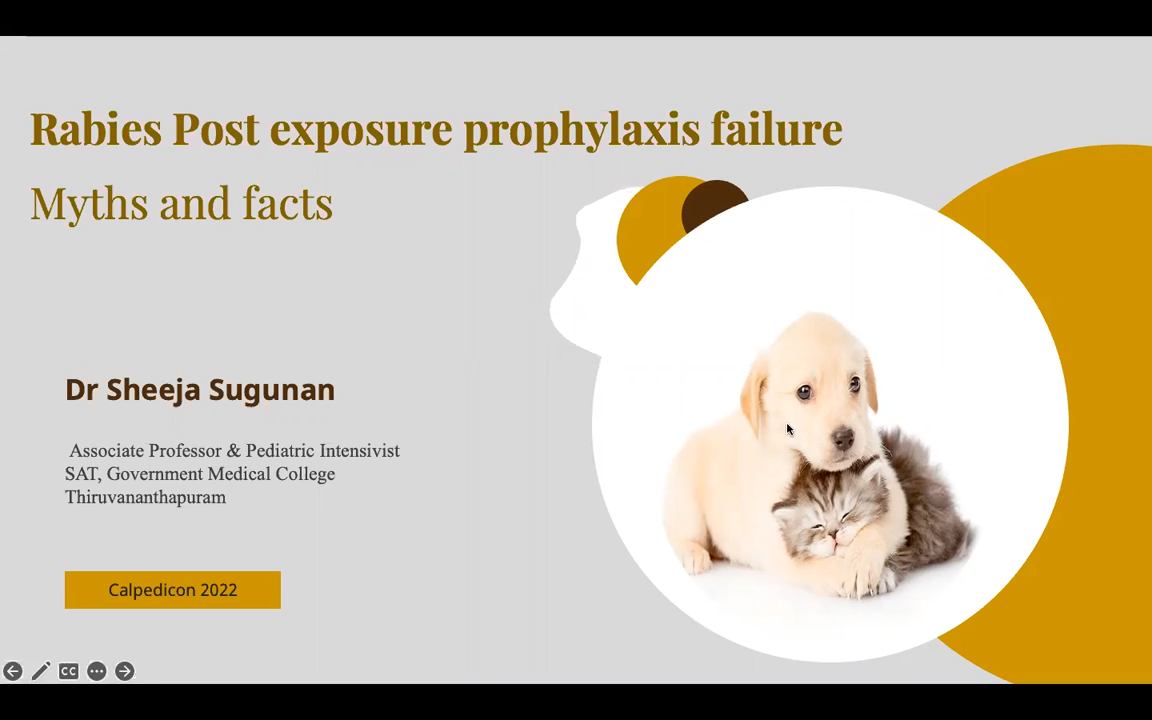 Rabies Post exposure prophylaxis failure
Myths and facts
Dr Sheeja Sugunan
Associate Professor & Pediatric Intensivist
SAT, Government Medical College
Thiruvananthapuram
Calpedicon 2022
CC